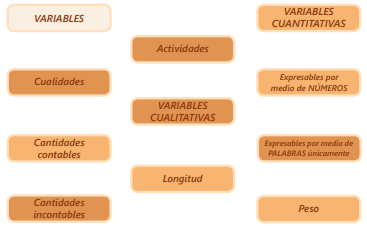 VARIABLES
VARIABLES
CUANTITATIVAS
Actividades
Cualidades
Expresables por
medio de NÚMEROS
VARIABLES
CUALITATIVAS
Cantidades
contables
Expresables por medio de
PALABRAS únicamente
Longitud
Cantidades
incontables
Peso